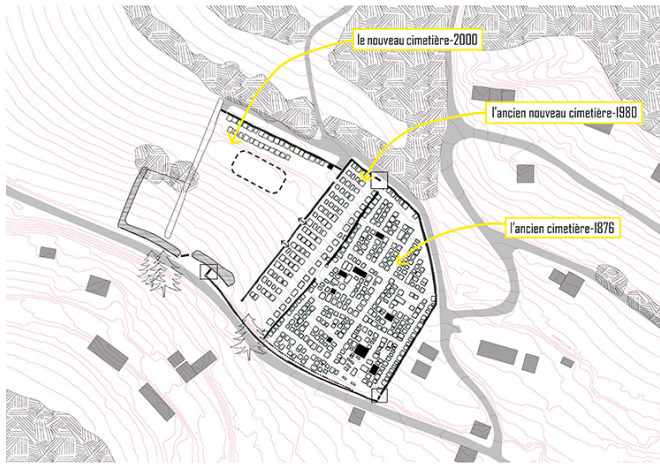 le nouveau cimetière-2000
l'ancien nouveau cimetière-1980
l'ancien cimetière-1876